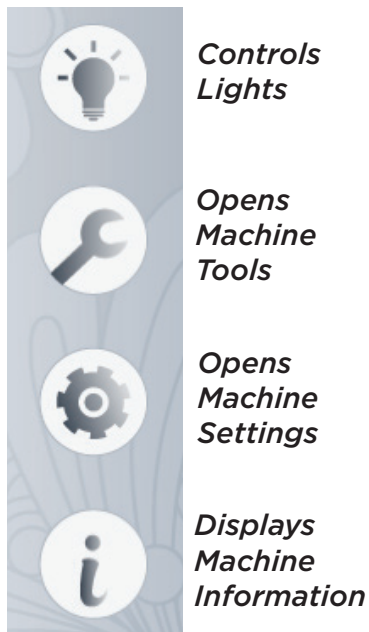 Controls
Lights
Opens
Machine
Tools
Opens
Machine
Settings
i
Displays
Machine
Information